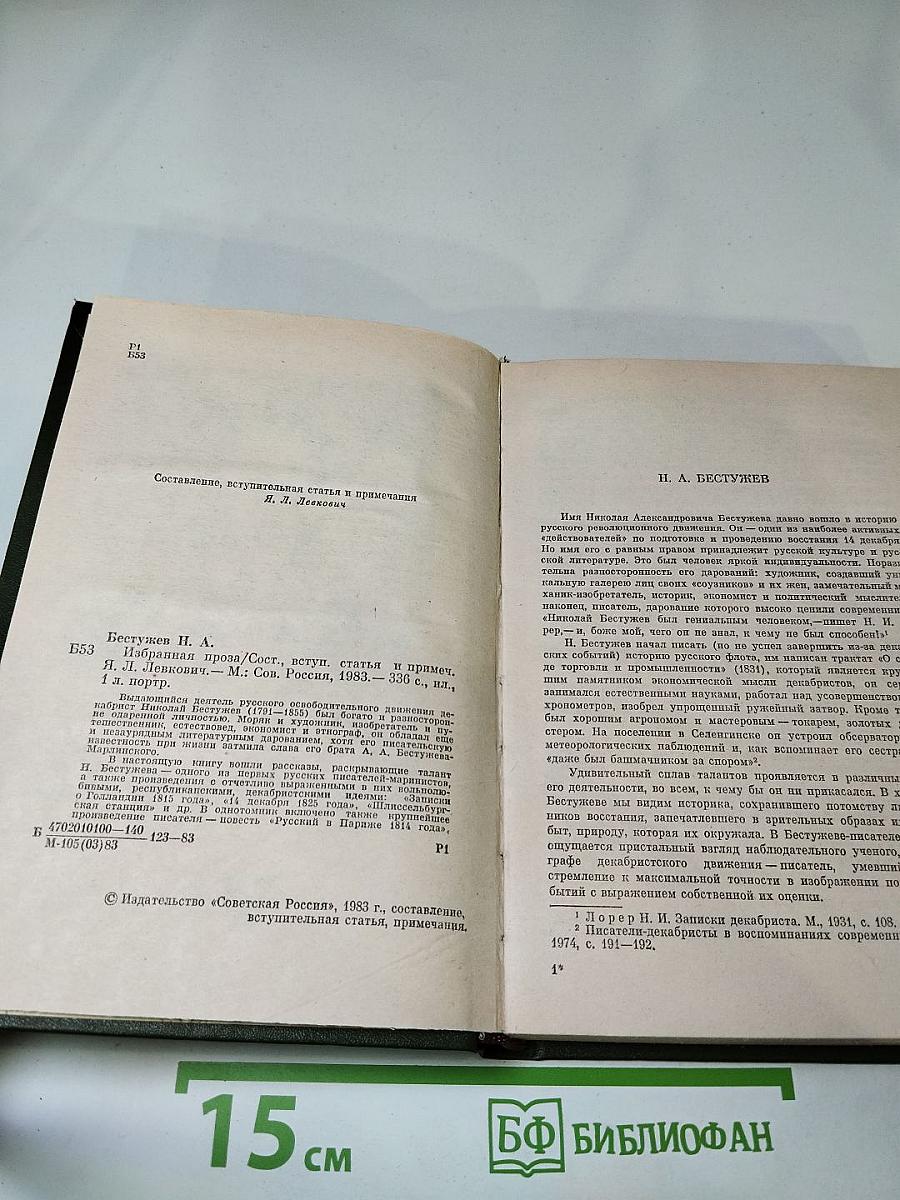 Р1
Б53
Составление, вступительная статья и примечания
Я. Л. Левкович
Бестужев Н. А.
Б53 Избранная проза/Сост., вступ. статья и примеч.
Я. Л. Левкович.— М.: Сов. Россия, 1983.— 336 с., ил.,
1 л. портр.
Выдающийся деятель русского освободительного движения де-
кабрист Николай Бестужев (1791—1855) был богато и разносторон-
не одаренной личностью. Моряк и художник, изобретатель и пу-
тешественник, естествовед, экономист и этнограф, он обладал еще
и незаурядным литературным дарованием, хотя его писательскую
известность при жизни затмила слава его брата А. А. Бестужева-
Марлинского.
В настоящую книгу вошли рассказы, раскрывающие талант
Н. Бестужева — одного из первых русских писателей-маринистов,
а также произведения с отчетливо выраженными в них вольнолю-
бивыми, республиканскими, декабристскими идеями: «Записки
о Голландии 1815 года», «14 декабря 1825 года», «Шлиссельбург-
ская станция» и др. В однотомник включено также крупнейшее
произведение писателя — повесть «Русский в Париже 1814 года»,
Б 4702010100—140
М-105(03)83 123—83
Р1
© Издательство «Советская Россия», 1983 г., составление,
вступительная статья, примечания.
Н. А. БЕСТУЖЕВ
Имя Николая Александровича Бестужева давно вошло в историю
русского революционного движения. Он — один из наиболее активных
«действователей» по подготовке и проведению восстания 14 декабря
Но имя его с равным правом принадлежит русской культуре и рус-
ской литературе. Это был человек яркой индивидуальности. Порази
тельна разносторонность его дарований: художник, создавший уни
кальную галерею лиц своих «соузников» и их жен, замечательный м
ханик-изобретатель, историк, экономист и политический мыслите
наконец, писатель, дарование которого высоко ценили современни
«Николай Бестужев был гениальным человеком,—пишет Н. И.
рер,— и, боже мой, чего он не знал, к чему не был способен!»¹
Н. Бестужев начал писать (по не успел завершить из-за дека
ских событий) историю русского флота, им написан трактат «О с
де торговли и промышленности» (1831), который является кру
шим памятником экономической мысли декабристов, он сер
занимался естественными науками, работал над усовершенство
хронометров, изобрел упрощенный ружейный затвор. Кроме т
был хорошим агрономом и мастеровым — токарем, золотых д
стером. На поселении в Селенгинске он устроил обсерватор
метеорологических наблюдений и, как вспоминает его сестра
«даже был башмачником за спором»².
Удивительный сплав талантов проявляется в различны
его деятельности, во всем, к чему бы он ни прикасался. В х
Бестужеве мы видим историка, сохранившего потомству ли
ников восстания, запечатлевшего в зрительных образах их
быт, природу, которая их окружала. В Бестужеве-писателе
ощущается пристальный взгляд наблюдательного ученого,
графе декабристского движения — писатель, умевший
стремление к максимальной точности в изображении по
бытий с выражением собственной их оценки.
¹ Лорер Н. И. Записки декабриста. М., 1931, с. 108.
² Писатели-декабристы в воспоминаниях современн
1974, с. 191—192.
1*
15 см
БФ БИБЛИОФАН